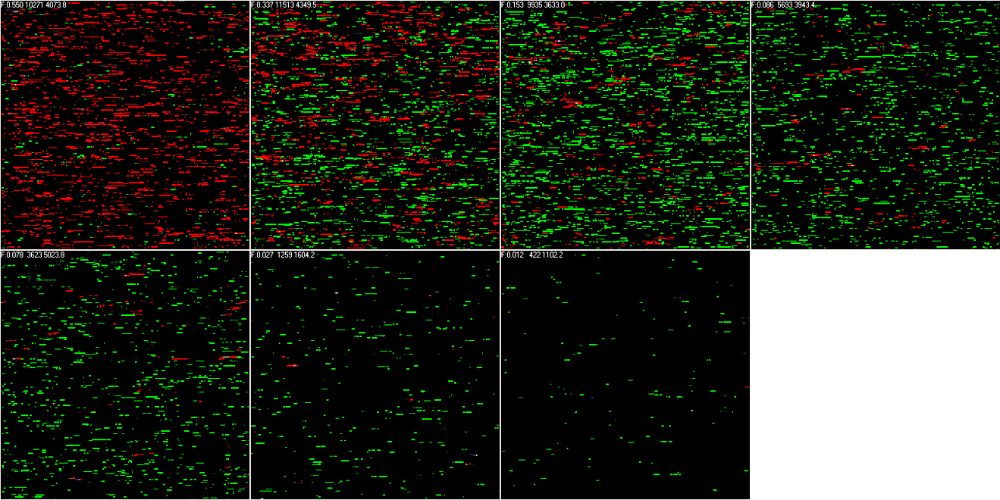 F:0.550 10271 4073.8
F:0.337 11513 4349.5
F:0.153 9935 3633.0
F:0.086 5693 3943.4
F:0.078 3623 5023.8
F:0.027 1259 1604.2
F:0.012 422 1102.2